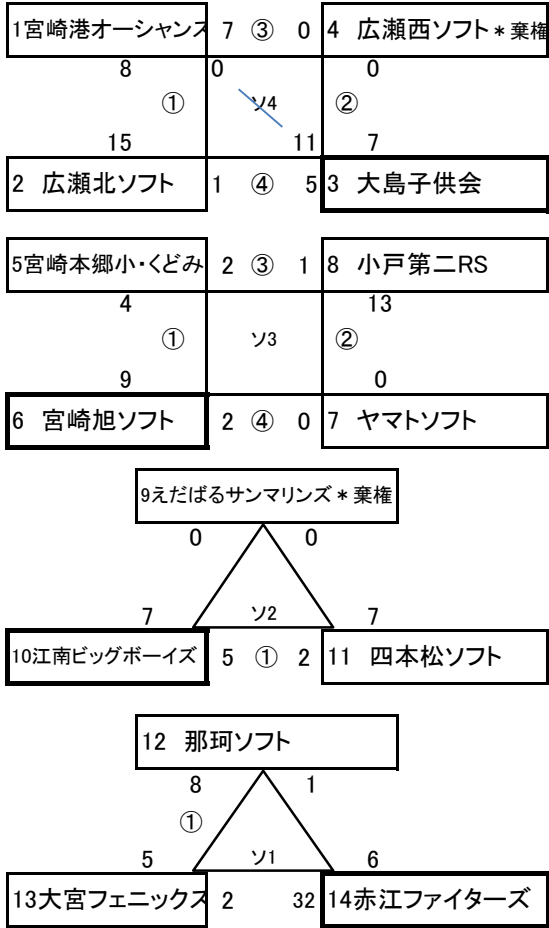 1宮崎港オーシャンズ 7 ③ 0 4 広瀬西ソフト＊棄権
8 0 0
① ソ4 ②
15 11 7
2 広瀬北ソフト 1 ④ 5 3 大島子供会
5宮崎本郷小・くどみ 2 ③ 1 8 小戸第二RS
4 13
① ソ3 ②
9 0
6 宮崎旭ソフト 2 ④ 0 7 ヤマトソフト
9えだばるサンマリンズ＊棄権
0 0
7 ソ2 7
10江南ビッグボーイズ 5 ① 2 11 四本松ソフト
12 那珂ソフト
8 1
①
5 ソ1 6
13大宮フェニックス 2 32 14赤江ファイターズ